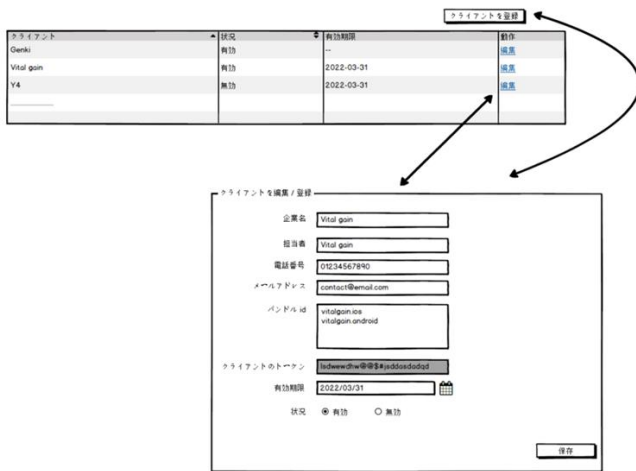 クライアントを登録
クライアント 状況 有効期限 動作
Genki 有効 -- 編集
Vital gain 有効 2022-03-31 編集
Y4 無効 2022-03-31 編集
クライアントを編集 / 登録
企業名 Vital gain
担当者 Vital gain
電話番号 01234567890
メールアドレス contact@email.com
バンドル id vitalgain.ios
vitalgain.android
クライアントのトークン lsdwewdhw@@$#jsddasdadqd
有効期限 2022/03/31
状況 有効 無効
保存